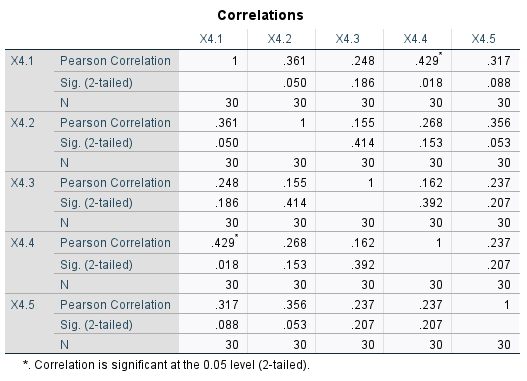 Correlations
X4.1 X4.2 X4.3 X4.4 X4.5
X4.1 Pearson Correlation 1 .361 .248 .429* .317
Sig. (2-tailed) .050 .186 .018 .088
N 30 30 30 30 30
X4.2 Pearson Correlation .361 1 .155 .268 .356
Sig. (2-tailed) .050 .414 .153 .053
N 30 30 30 30 30
X4.3 Pearson Correlation .248 .155 1 .162 .237
Sig. (2-tailed) .186 .414 .392 .207
N 30 30 30 30 30
X4.4 Pearson Correlation .429* .268 .162 1 .237
Sig. (2-tailed) .018 .153 .392 .207
N 30 30 30 30 30
X4.5 Pearson Correlation .317 .356 .237 .237 1
Sig. (2-tailed) .088 .053 .207 .207
N 30 30 30 30 30
*. Correlation is significant at the 0.05 level (2-tailed).